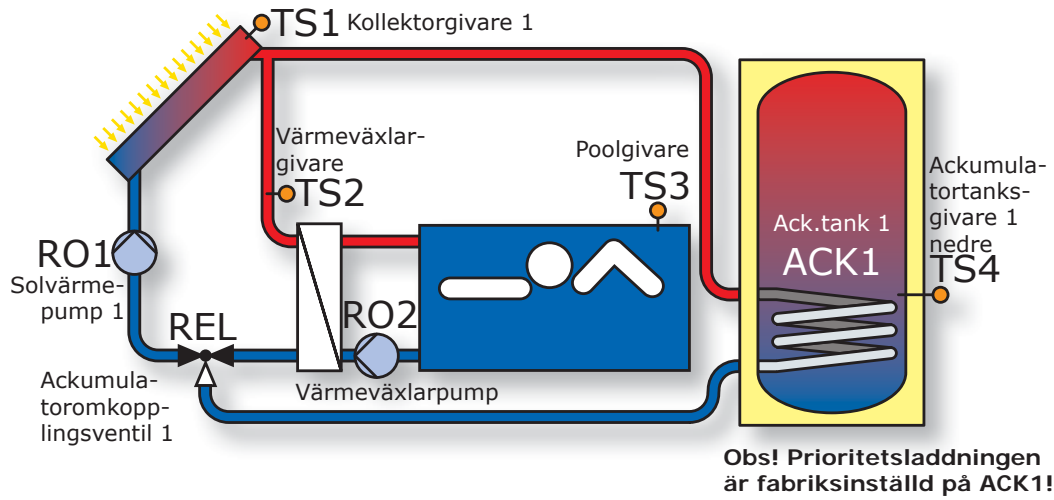 TS1 Kollektorgivare 1
Värmeväxlar-
givare
TS2
Poolgivare
TS3
Ackumula-
tortanks-
givare 1
nedre
TS4
Ack.tank 1
ACK1
RO1
Solvärme-
pump 1
REL
RO2
Ackumula-
toromkopp-
lingsventil 1
Värmeväxlarpump
Obs! Prioritetsladdningen
är fabriksinställd på ACK1!